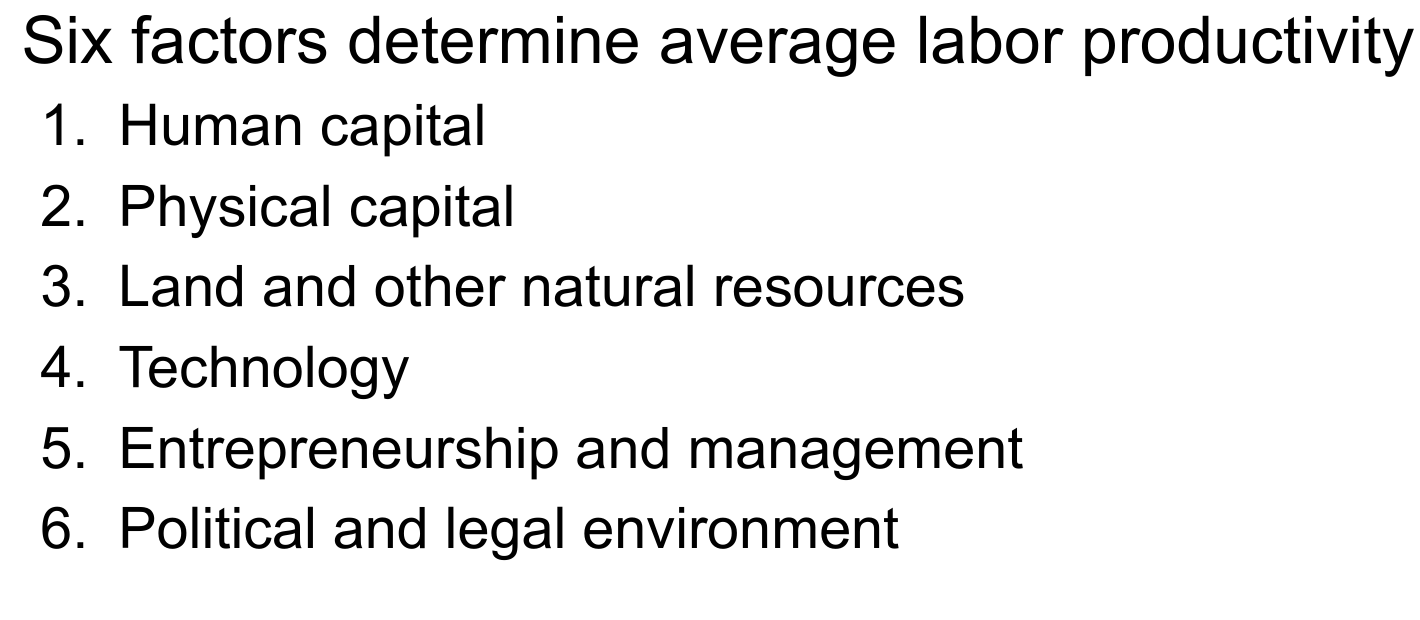 Six factors determine average labor productivity
1. Human capital
2. Physical capital
3. Land and other natural resources
4. Technology
5. Entrepreneurship and management
6. Political and legal environment